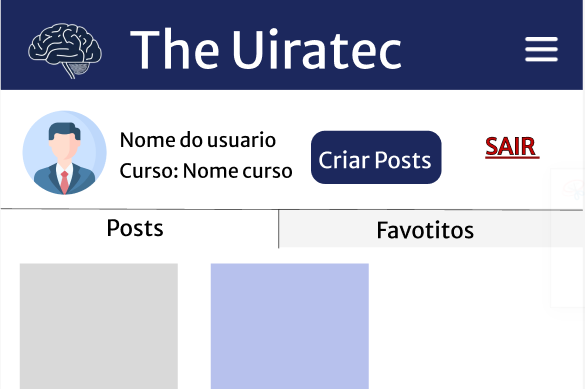 The Uiratec
Nome do usuario
Curso: Nome curso
Criar Posts
SAIR
Posts
Favotitos